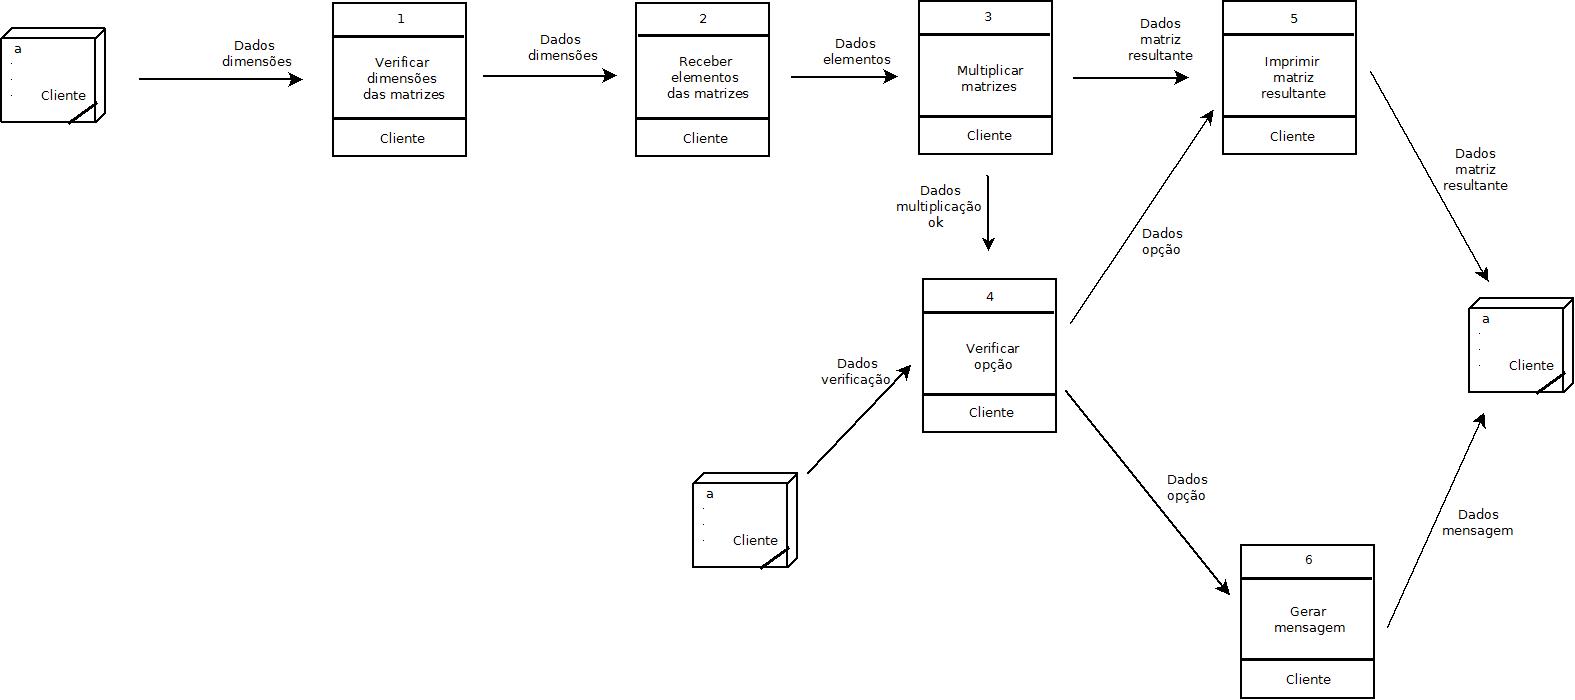 a
Cliente
Dados
dimensões
1
Verificar
dimensões
das matrizes
Cliente
Dados
dimensões
2
Receber
elementos
das matrizes
Cliente
Dados
elementos
3
Multiplicar
matrizes
Cliente
Dados
matriz
resultante
5
Imprimir
matriz
resultante
Cliente
Dados
multiplicação
ok
Dados
opção
Dados
matriz
resultante
4
Verificar
opção
Cliente
Dados
verificação
a
Cliente
a
Cliente
Dados
opção
Dados
mensagem
6
Gerar
mensagem
Cliente